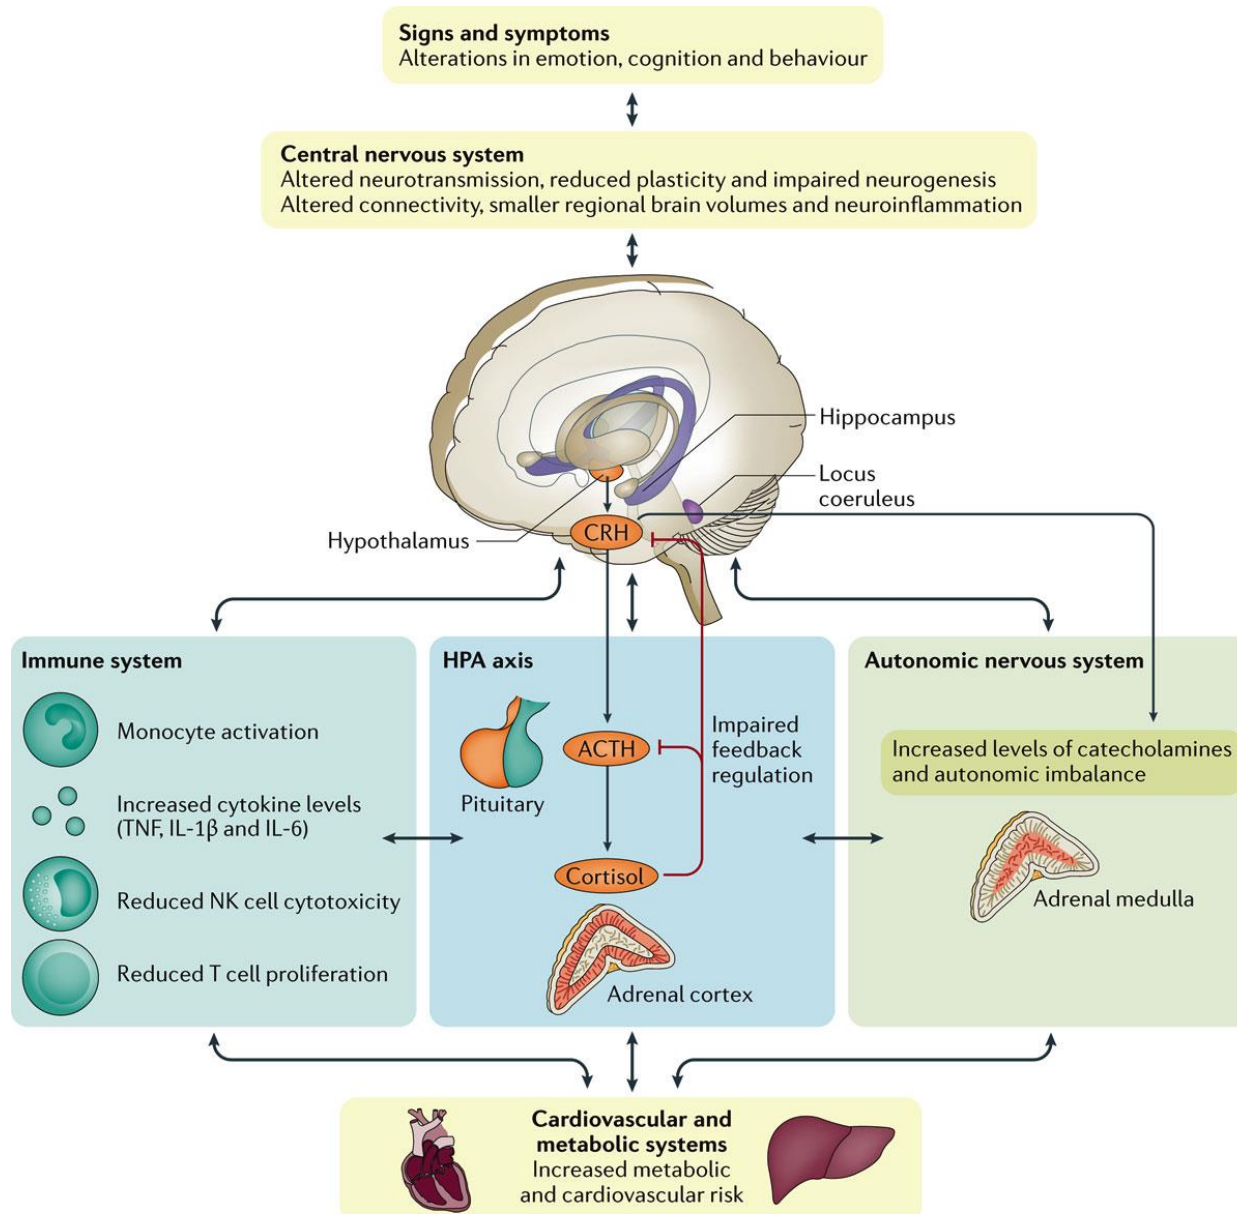 Signs and symptoms
Alterations in emotion, cognition and behaviour
Central nervous system
Altered neurotransmission, reduced plasticity and impaired neurogenesis
Altered connectivity, smaller regional brain volumes and neuroinflammation
Hippocampus
Locus
coeruleus
Hypothalamus
CRH
Immune system
Monocyte activation
Increased cytokine levels
(TNF, IL-1β and IL-6)
Reduced NK cell cytotoxicity
Reduced T cell proliferation
HPA axis
Pituitary
ACTH
Impaired
feedback
regulation
Cortisol
Adrenal cortex
Autonomic nervous system
Increased levels of catecholamines
and autonomic imbalance
Adrenal medulla
Cardiovascular and
metabolic systems
Increased metabolic
and cardiovascular risk